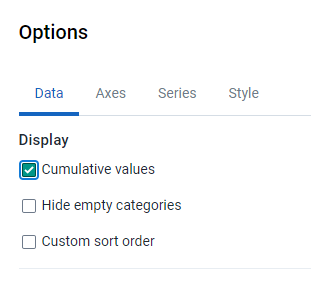 Options
Data Axes Series Style
Display
Cumulative values
Hide empty categories
Custom sort order